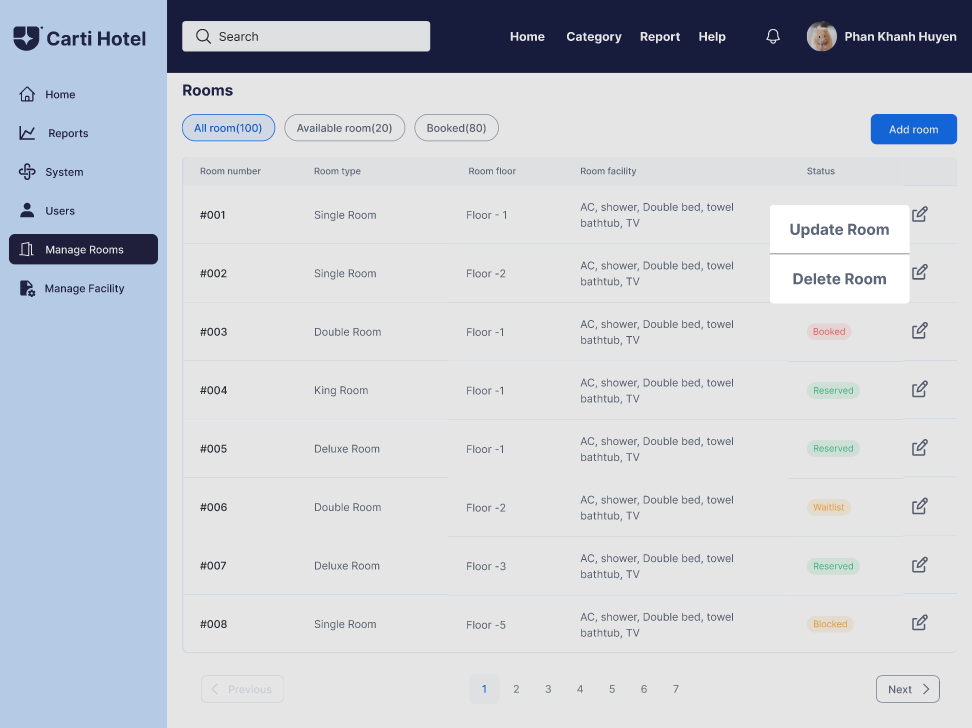 Carti Hotel
Search
Home Category Report Help
Phan Khanh Huyen
Home
Reports
System
Users
Manage Rooms
Manage Facility
Rooms
All room(100) Available room(20) Booked(80)
Add room
Room number Room type Room floor Room facility Status
#001 Single Room Floor - 1 AC, shower, Double bed, towel
bathtub, TV
Update Room
Delete Room
#002 Single Room Floor -2 AC, shower, Double bed, towel
bathtub, TV
#003 Double Room Floor -1 AC, shower, Double bed, towel
bathtub, TV
Booked
#004 King Room Floor -1 AC, shower, Double bed, towel
bathtub, TV
Reserved
#005 Deluxe Room Floor -1 AC, shower, Double bed, towel
bathtub, TV
Reserved
#006 Double Room Floor -2 AC, shower, Double bed, towel
bathtub, TV
Waitlist
#007 Deluxe Room Floor -3 AC, shower, Double bed, towel
bathtub, TV
Reserved
#008 Single Room Floor -5 AC, shower, Double bed, towel
bathtub, TV
Blocked
Previous 1 2 3 4 5 6 7 Next